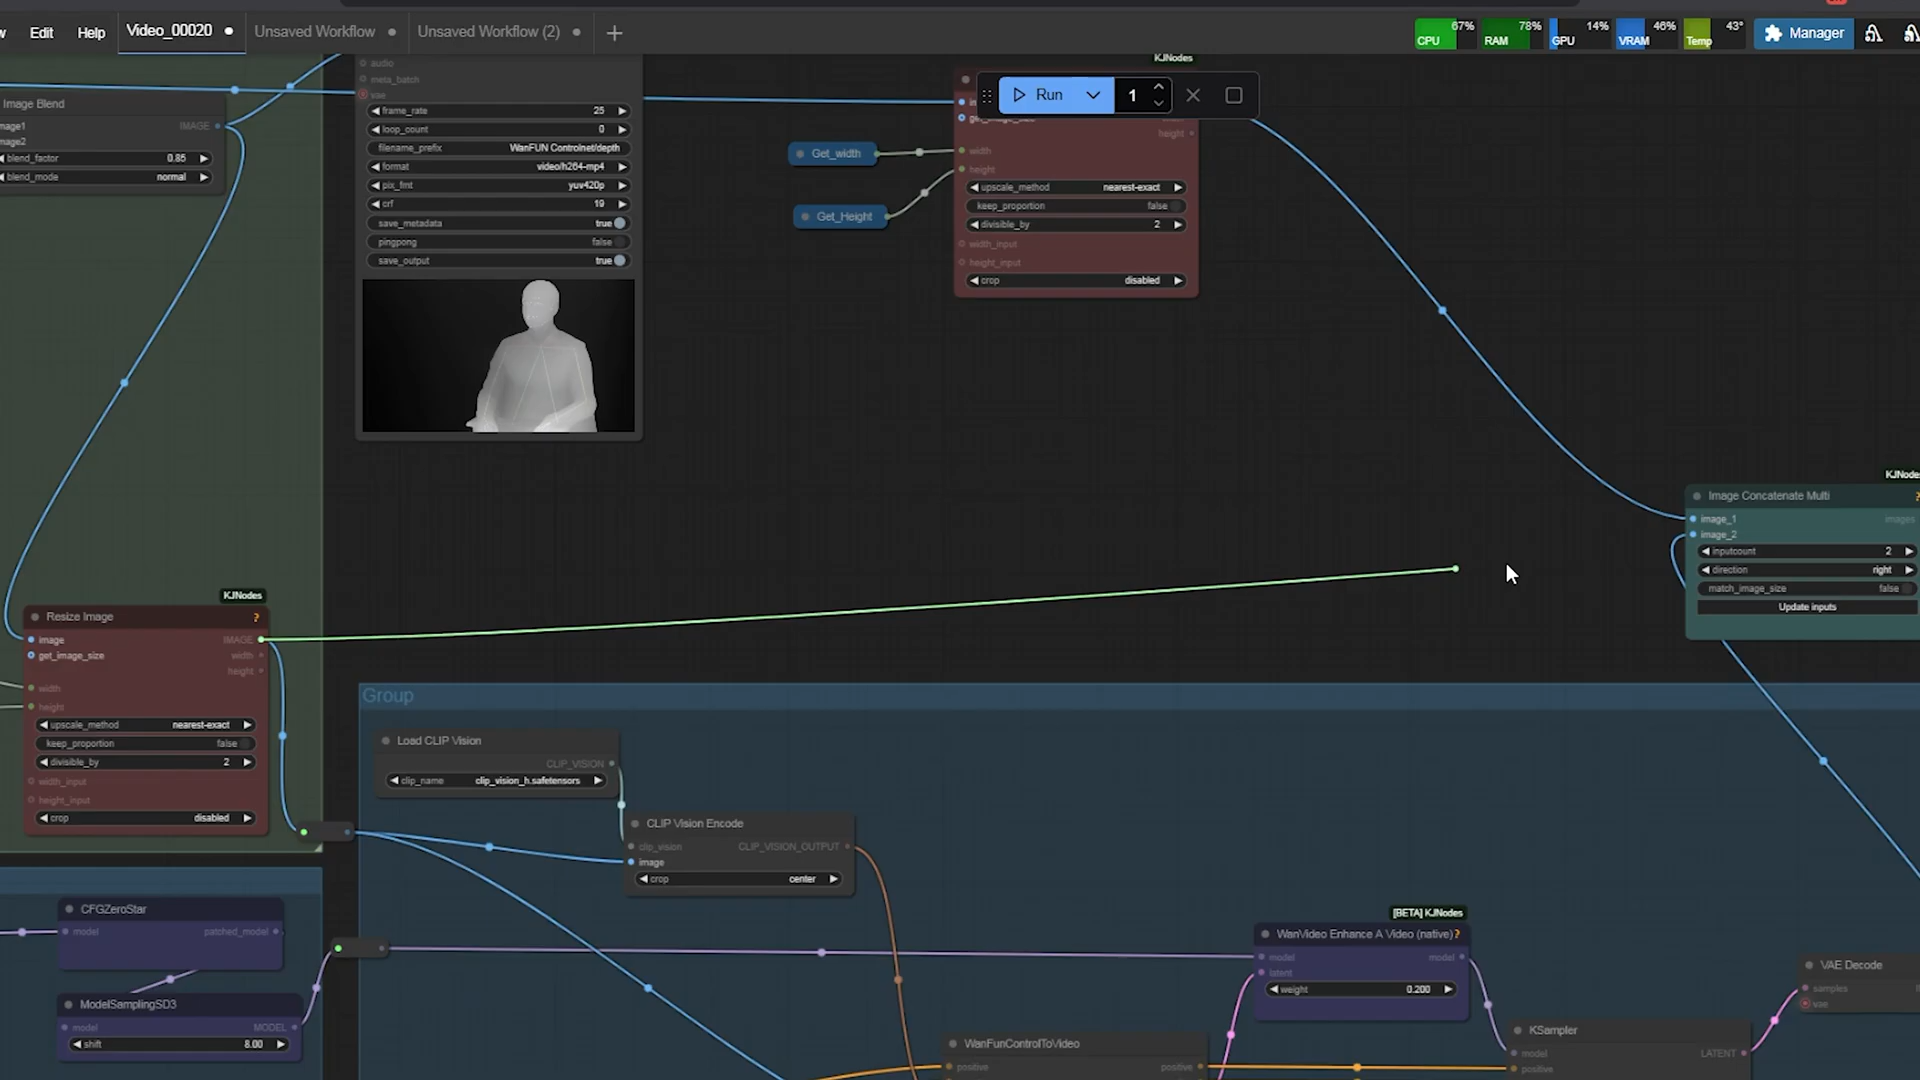 Edit
Help
Video_00020
Unsaved Workflow
Unsaved Workflow (2)
CPU
67%
RAM
78%
GPU
14%
VRAM
46%
Temp
43°
Manager
Run
1
Image Blend
IMAGE
blend_factor
0.85
blend_mode
normal
audio
meta_batch
vae
frame_rate
25
loop_count
0
filename_prefix
WanFUN Controlnet/depth
format
video/h264-mp4
pix_fmt
yuv420p
crf
19
save_metadata
true
pingpong
false
save_output
true
KJNodes
height
Get_width
Get_Height
width
height
upscale_method
nearest-exact
keep_proportion
false
divisible_by
2
width_input
height_input
crop
disabled
Image Concatenate Multi
image_1
images
image_2
inputcount
2
direction
right
match_image_size
false
Update inputs
KJNodes
Resize Image
?
image
IMAGE
get_image_size
width
height
width
height
upscale_method
nearest-exact
keep_proportion
false
divisible_by
2
width_input
height_input
crop
disabled
Group
Load CLIP Vision
CLIP_VISION
clip_name
clip_vision_h.safetensors
CLIP Vision Encode
clip_vision
CLIP_VISION_OUTPUT
image
crop
center
CFGZeroStar
model
patched_model
ModelSamplingSD3
model
MODEL
shift
8.00
[BETA] KJNodes
WanVideo Enhance A Video (native)?
model
model
latent
weight
0.200
WanFunControlToVideo
positive
positive
KSampler
model
LATENT
positive
VAE Decode
samples
vae